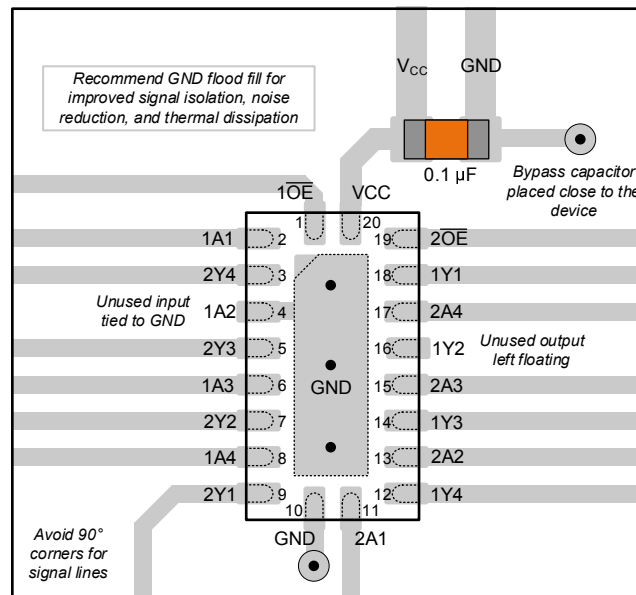 Recommend GND flood fill for
improved signal isolation, noise
reduction, and thermal dissipation
VCC GND
0.1 µF
Bypass capacitor
placed close to the
device
1O̅E̅ VCC
1 20
1A1 2 19 2O̅E̅
2Y4 3 18 1Y1
Unused input
tied to GND
1A2 4 17 2A4
2Y3 5 16 1Y2
Unused output
left floating
1A3 6 GND 15 2A3
2Y2 7 14 1Y3
1A4 8 13 2A2
2Y1 9 12 1Y4
10 11
GND 2A1
Avoid 90°
corners for
signal lines